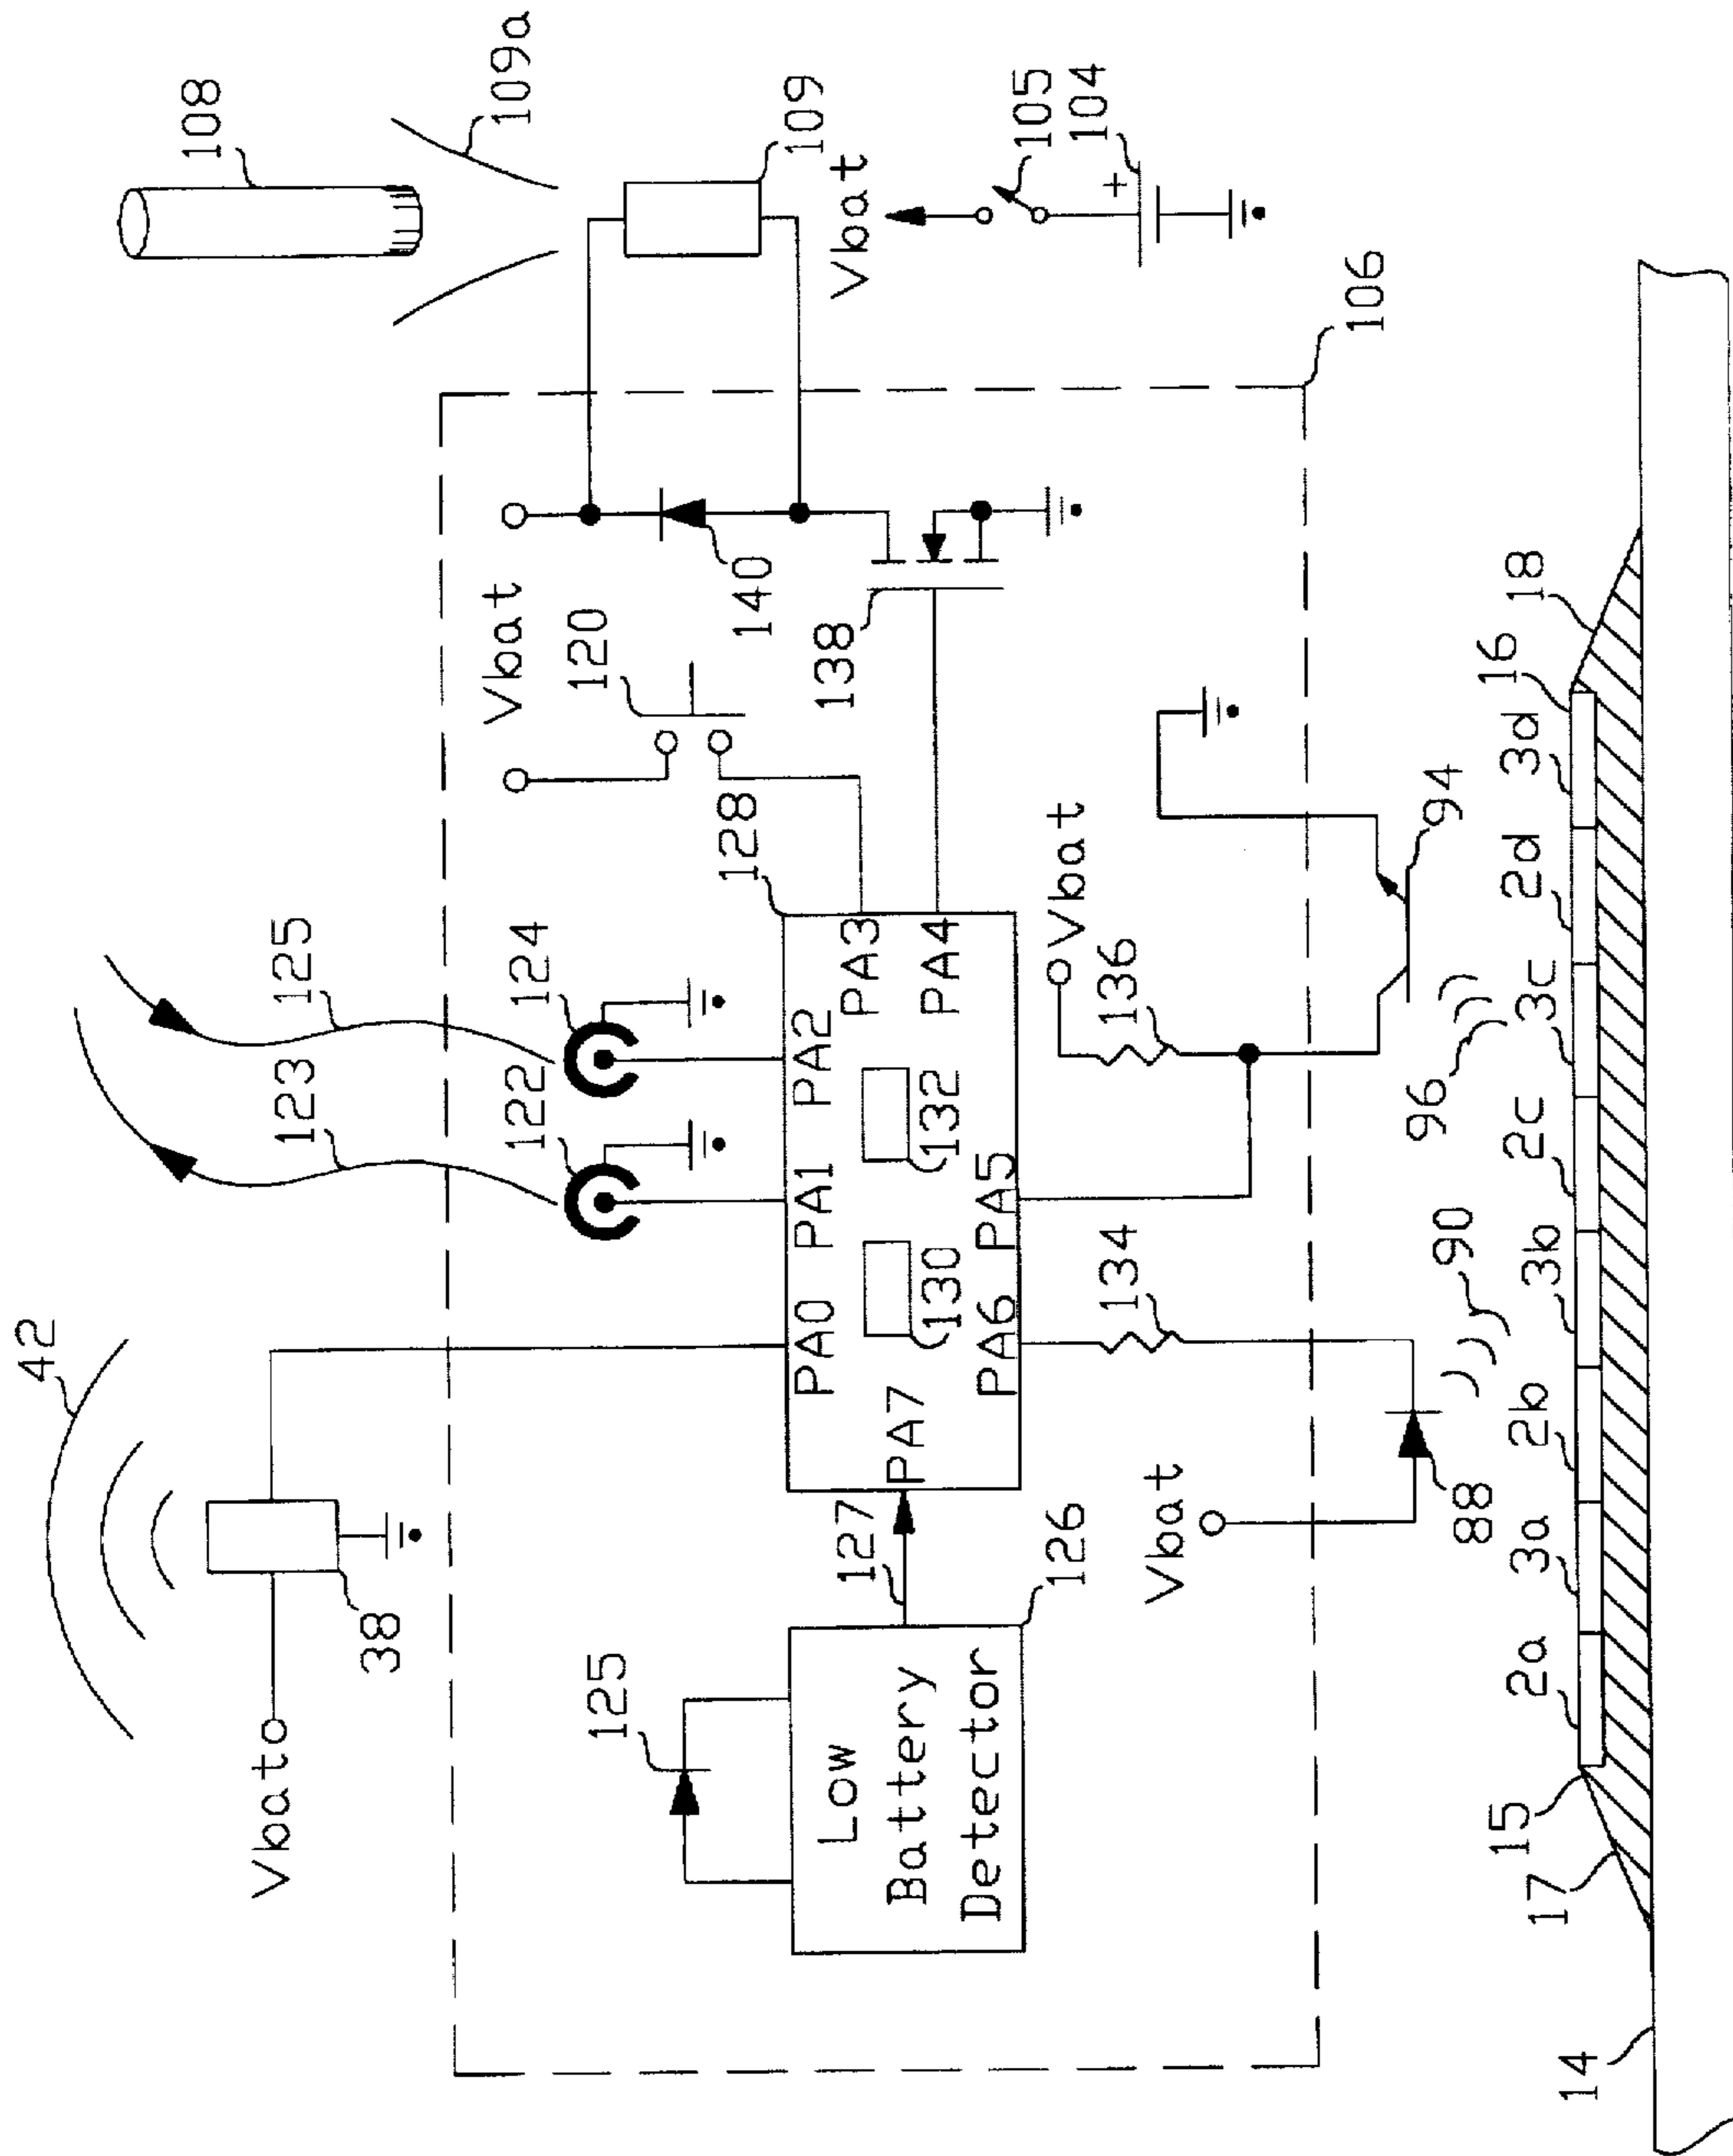 42
Vbat
38
123
125
108
109a
109
Vbat
105
104
106
125
Low
Battery
Detector
127
126
122
124
128
PA0
PA1
PA2
PA3
PA4
PA5
PA6
PA7
130
132
Vbat
120
140
138
Vbat
88
134
90
Vbat
136
96
94
14
17
15
2a
3a
2b
3b
2c
3c
2d
3d
16
18
+